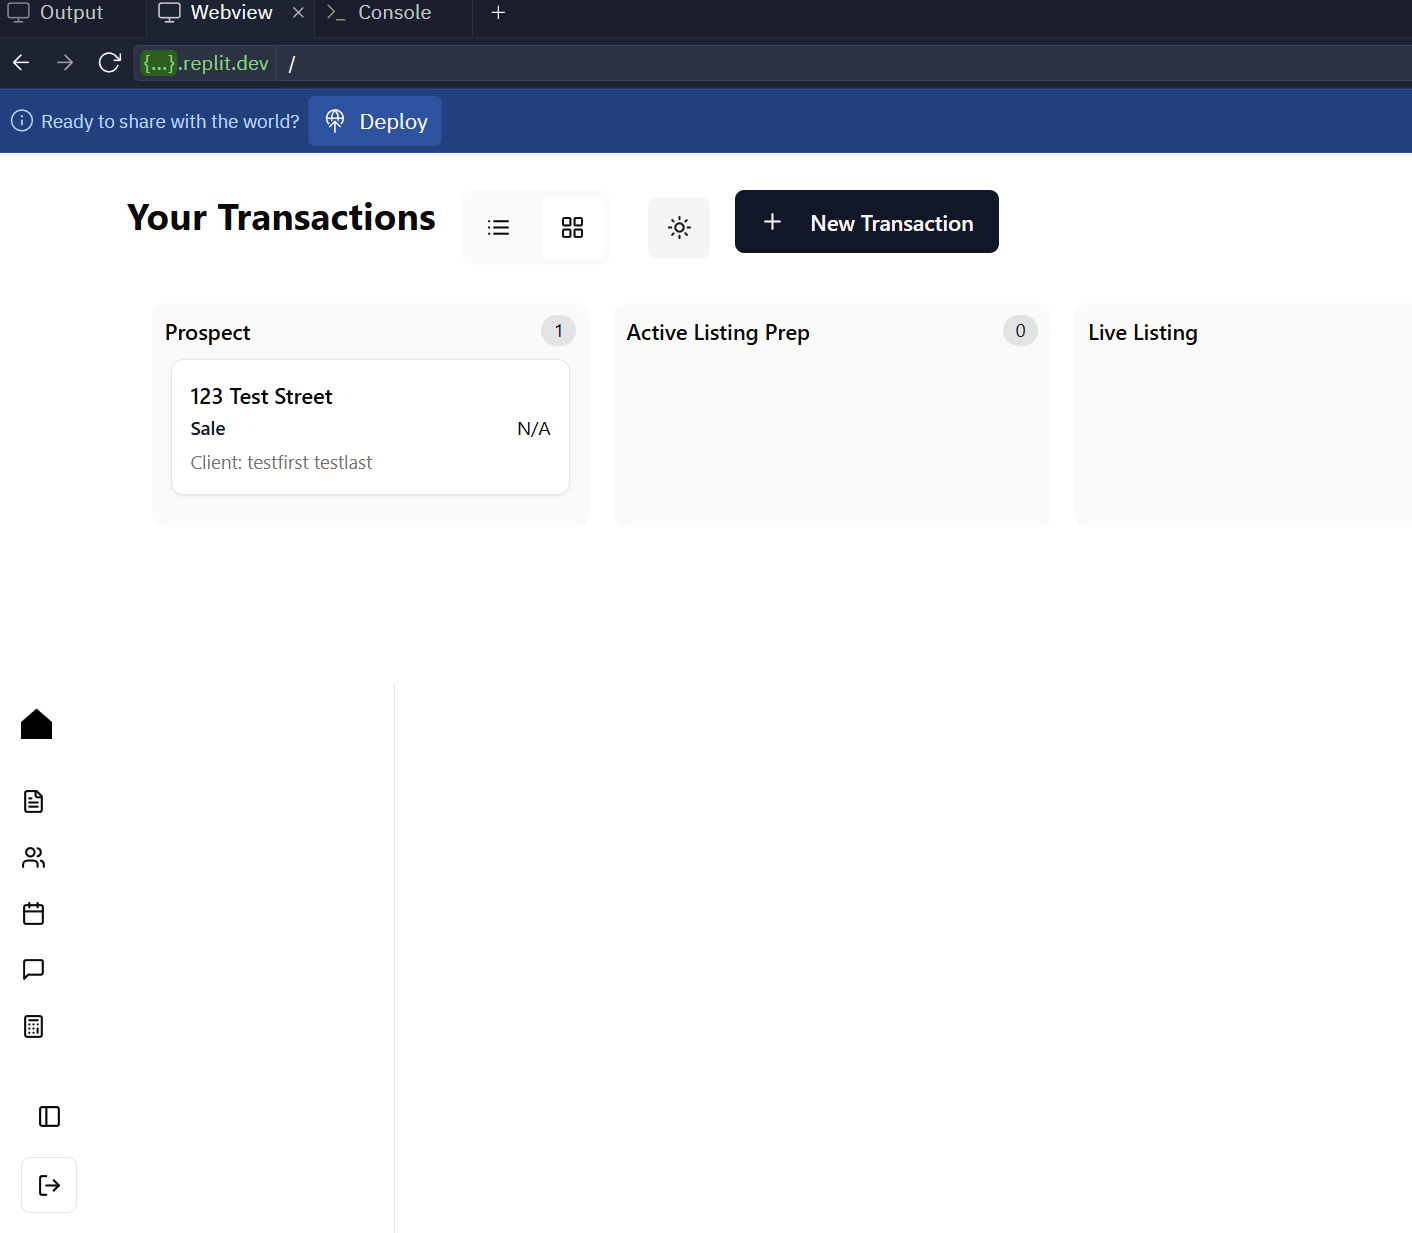 Output
Webview
Console
{...}.replit.dev /
Ready to share with the world?
Deploy
Your Transactions
New Transaction
Prospect
1
123 Test Street
Sale
N/A
Client: testfirst testlast
Active Listing Prep
0
Live Listing